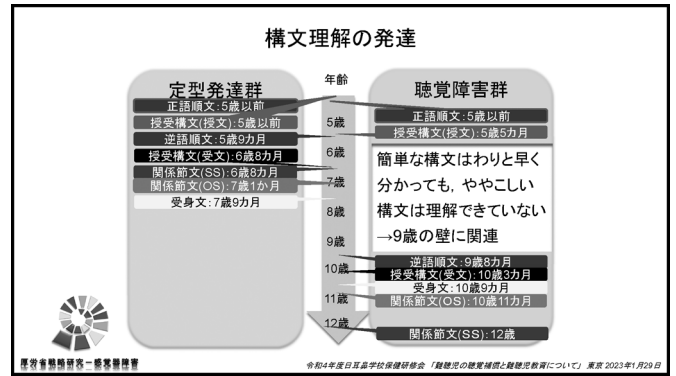 構文理解の発達
定型発達群
正語順文:5歳以前
授受構文(授文):5歳以前
逆語順文:5歳9カ月
授受構文(受文):6歳8カ月
関係節文(SS):6歳8カ月
関係節文(OS):7歳1か月
受身文:7歳9カ月
年齢
5歳
6歳
7歳
8歳
9歳
10歳
11歳
12歳
聴覚障害群
正語順文:5歳以前
授受構文(授文):5歳5カ月
簡単な構文はわりと早く
分かっても，ややこしい
構文は理解できていない
→9歳の壁に関連
逆語順文:9歳8カ月
授受構文(受文):10歳3カ月
受身文:10歳9カ月
関係節文(OS):10歳11カ月
関係節文(SS):12歳
厚労省戦略研究－感覚器障害
令和4年度日耳鼻学校保健研修会 「難聴児の聴覚補償と難聴児教育について」 東京 2023年1月29日